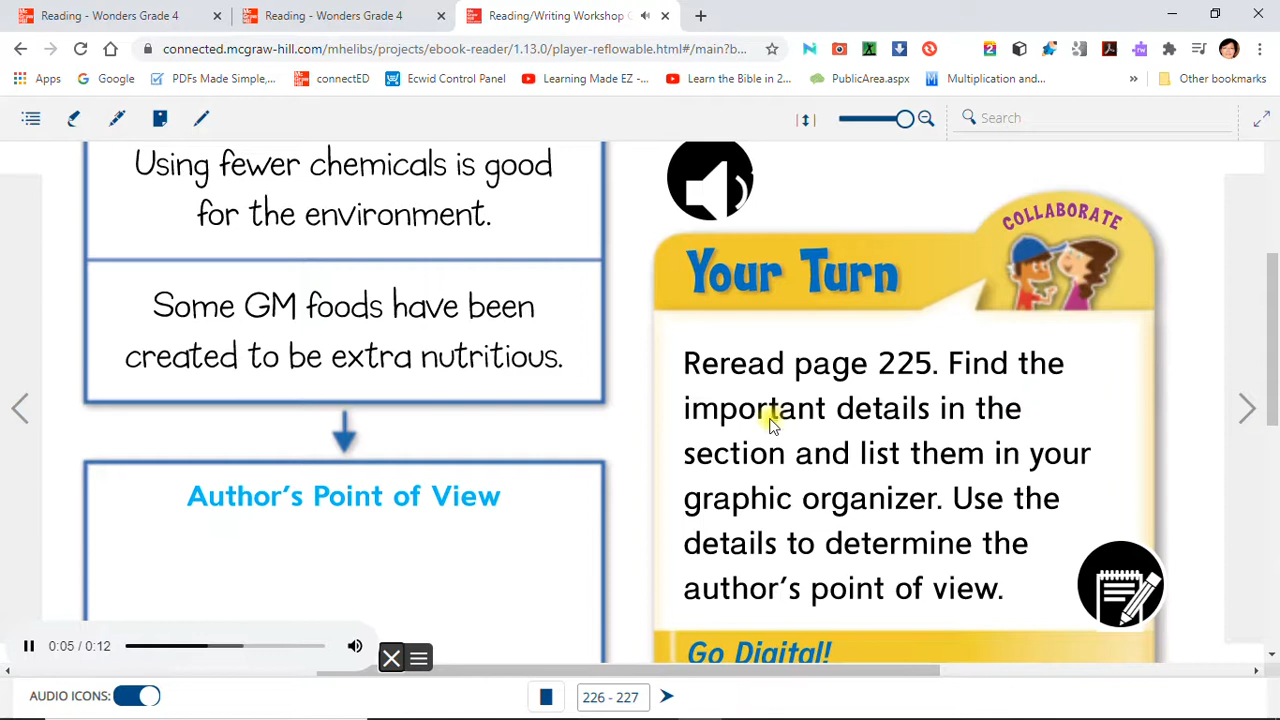 Reading - Wonders Grade 4
Reading - Wonders Grade 4
Reading/Writing Workshop
connected.mcgraw-hill.com/mhelibs/projects/ebook-reader/1.13.0/player-reflowable.html#/main?b...
Apps
Google
PDFs Made Simple,...
connectED
Ecwid Control Panel
Learning Made EZ -...
Learn the Bible in 2...
PublicArea.aspx
Multiplication and...
»
Other bookmarks
Search
Using fewer chemicals is good
for the environment.
Some GM foods have been
created to be extra nutritious.
Author's Point of View
COLLABORATE
Your Turn
Reread page 225. Find the
important details in the
section and list them in your
graphic organizer. Use the
details to determine the
author's point of view.
Go Digital!
0:05 / 0:12
AUDIO ICONS:
226 - 227